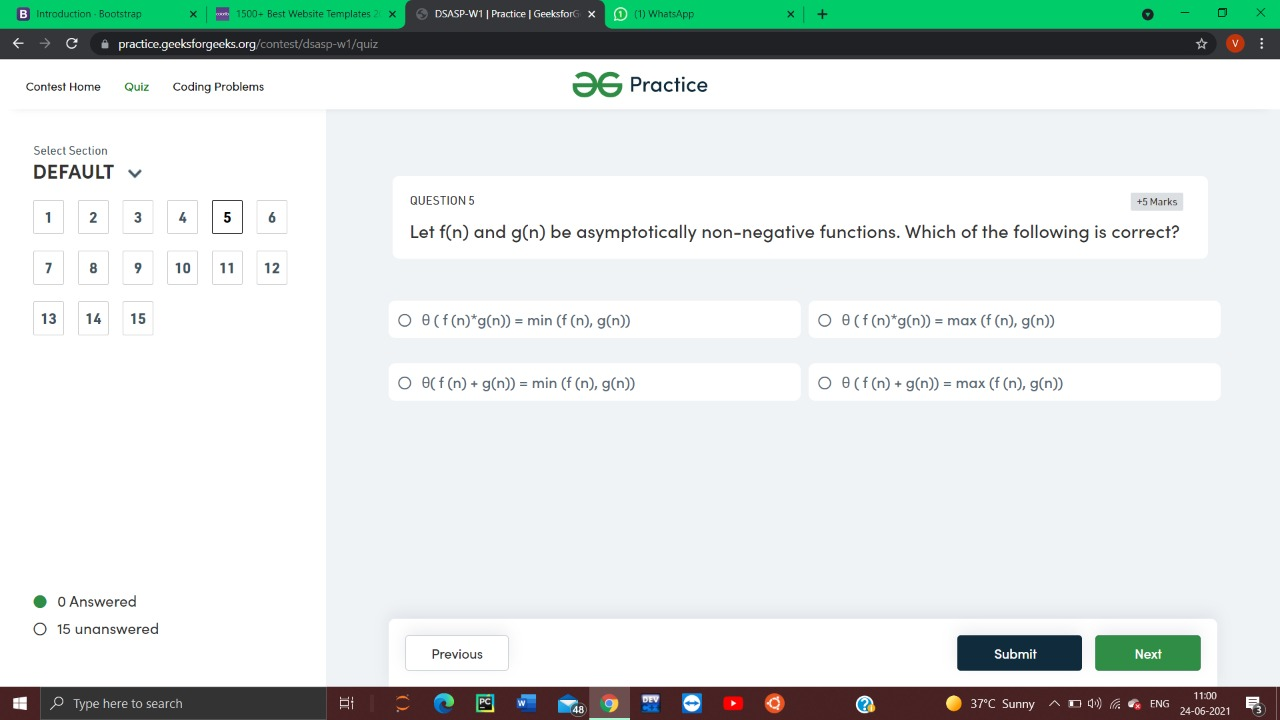 Introduction · Bootstrap
1500+ Best Website Templates 2
DSASP-W1 | Practice | GeeksforG
(1) WhatsApp
practice.geeksforgeeks.org/contest/dsasp-w1/quiz
V
Contest Home
Quiz
Coding Problems
Practice
Select Section
DEFAULT
1 2 3 4 5 6
7 8 9 10 11 12
13 14 15
QUESTION 5
+5 Marks
Let f(n) and g(n) be asymptotically non-negative functions. Which of the following is correct?
θ ( f (n)*g(n)) = min (f (n), g(n))
θ ( f (n)*g(n)) = max (f (n), g(n))
θ( f (n) + g(n)) = min (f (n), g(n))
θ ( f (n) + g(n)) = max (f (n), g(n))
0 Answered
15 unanswered
Previous
Submit
Next
Type here to search
48
37°C Sunny
ENG
11:00
24-06-2021
3